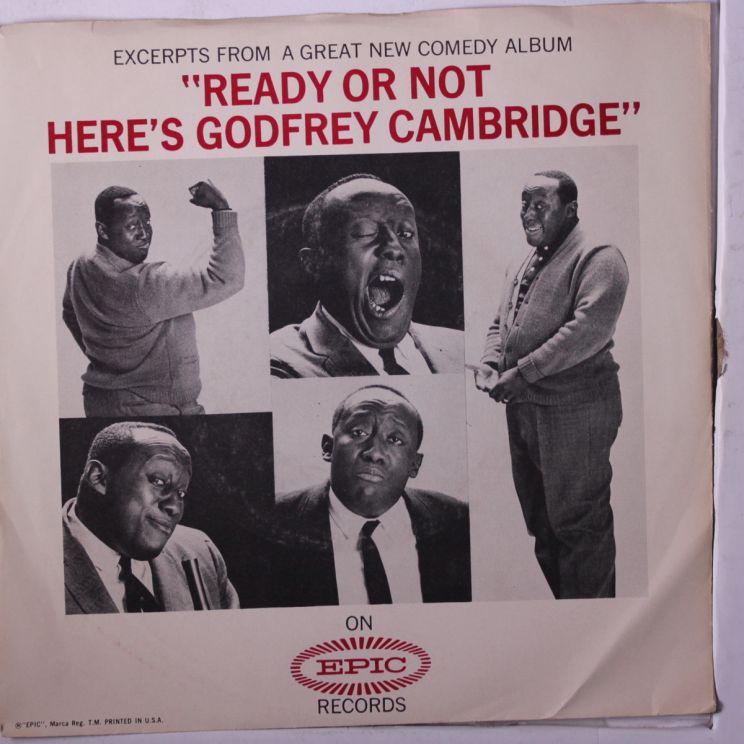 EXCERPTS FROM A GREAT NEW COMEDY ALBUM
"READY OR NOT
HERE'S GODFREY CAMBRIDGE"
ON
EPIC
RECORDS
®"EPIC", Marca Reg. T.M. PRINTED IN U.S.A.